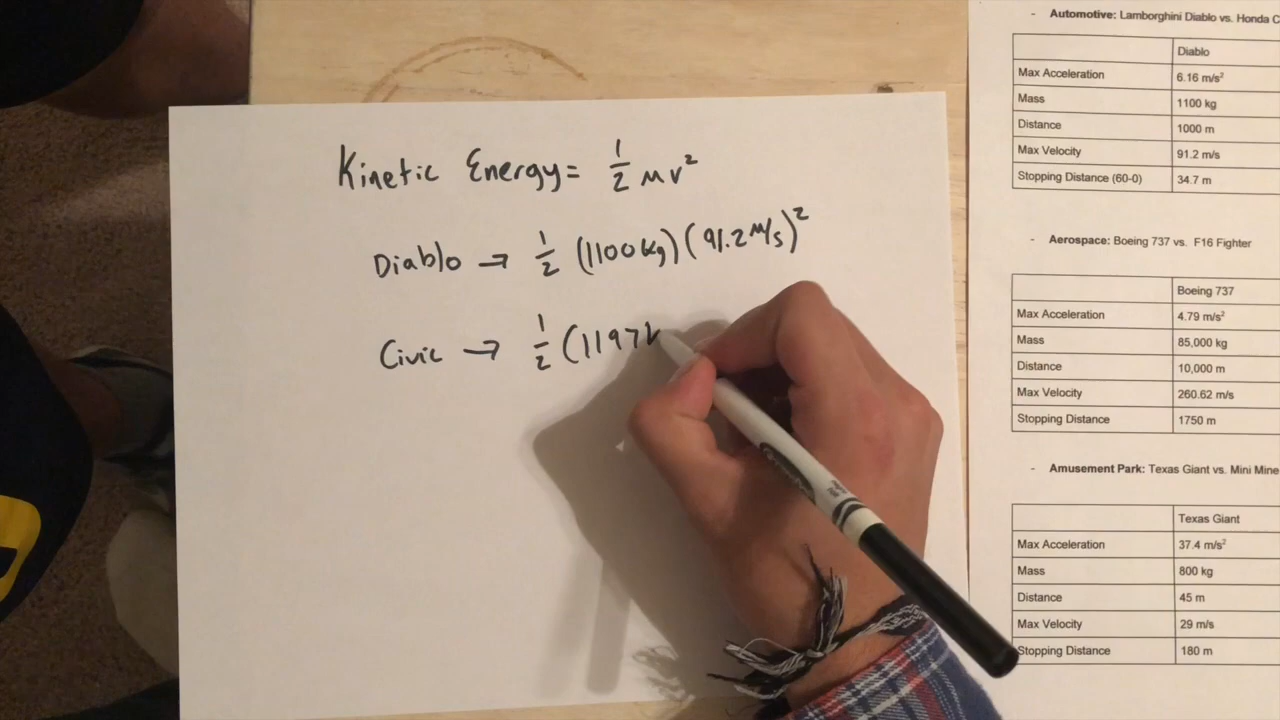 Kinetic Energy = 1/2 mv²
Diablo → 1/2 (1100 kg) (91.2 m/s)²
Civic → 1/2 (1197k
- Automotive: Lamborghini Diablo vs. Honda C
Diablo
Max Acceleration 6.16 m/s²
Mass 1100 kg
Distance 1000 m
Max Velocity 91.2 m/s
Stopping Distance (60-0) 34.7 m
- Aerospace: Boeing 737 vs. F16 Fighter
Boeing 737
Max Acceleration 4.79 m/s²
Mass 85,000 kg
Distance 10,000 m
Max Velocity 260.62 m/s
Stopping Distance 1750 m
- Amusement Park: Texas Giant vs. Mini Mine
Texas Giant
Max Acceleration 37.4 m/s²
Mass 800 kg
Distance 45 m
Max Velocity 29 m/s
Stopping Distance 180 m